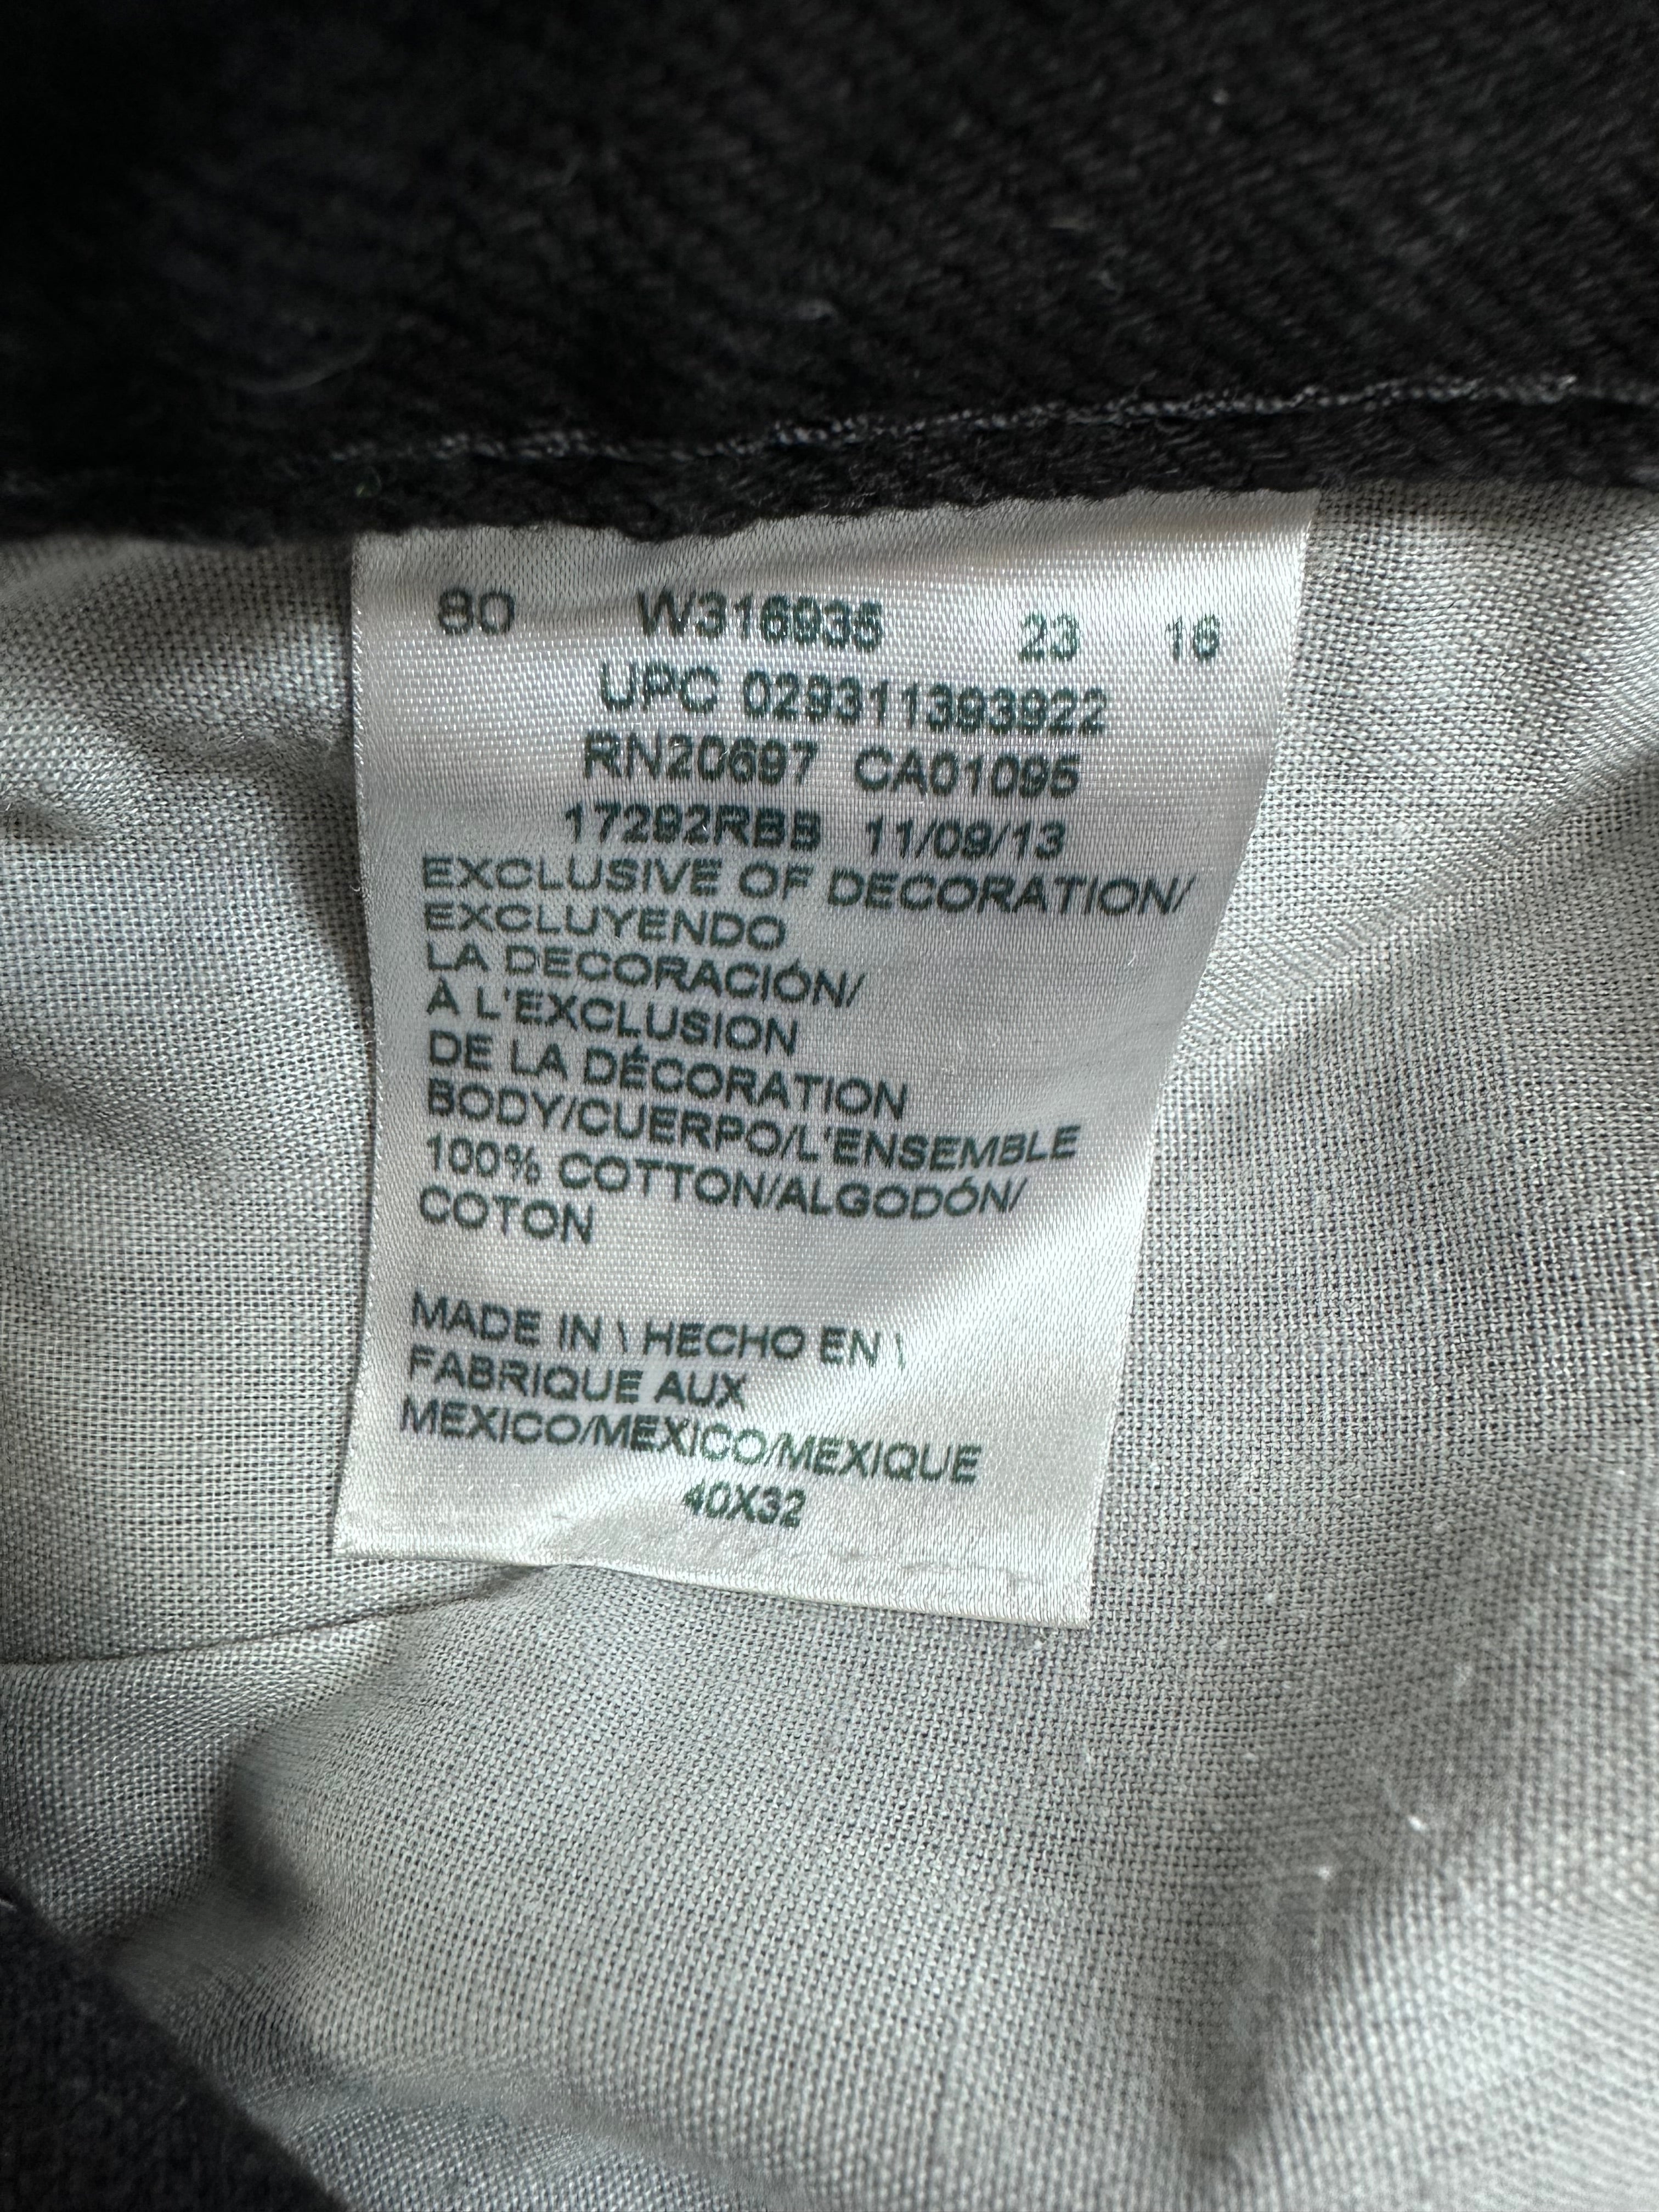 80 W316935 23 16
UPC 029311393922
RN20697 CA01095
17292RBB 11/09/13
EXCLUSIVE OF DECORATION/
EXCLUYENDO
LA DECORACIÓN/
A L'EXCLUSION
DE LA DÉCORATION
BODY/CUERPO/L'ENSEMBLE
100% COTTON/ALGODÓN/
COTON
MADE IN \ HECHO EN \
FABRIQUE AUX
MEXICO/MEXICO/MEXIQUE
40X32